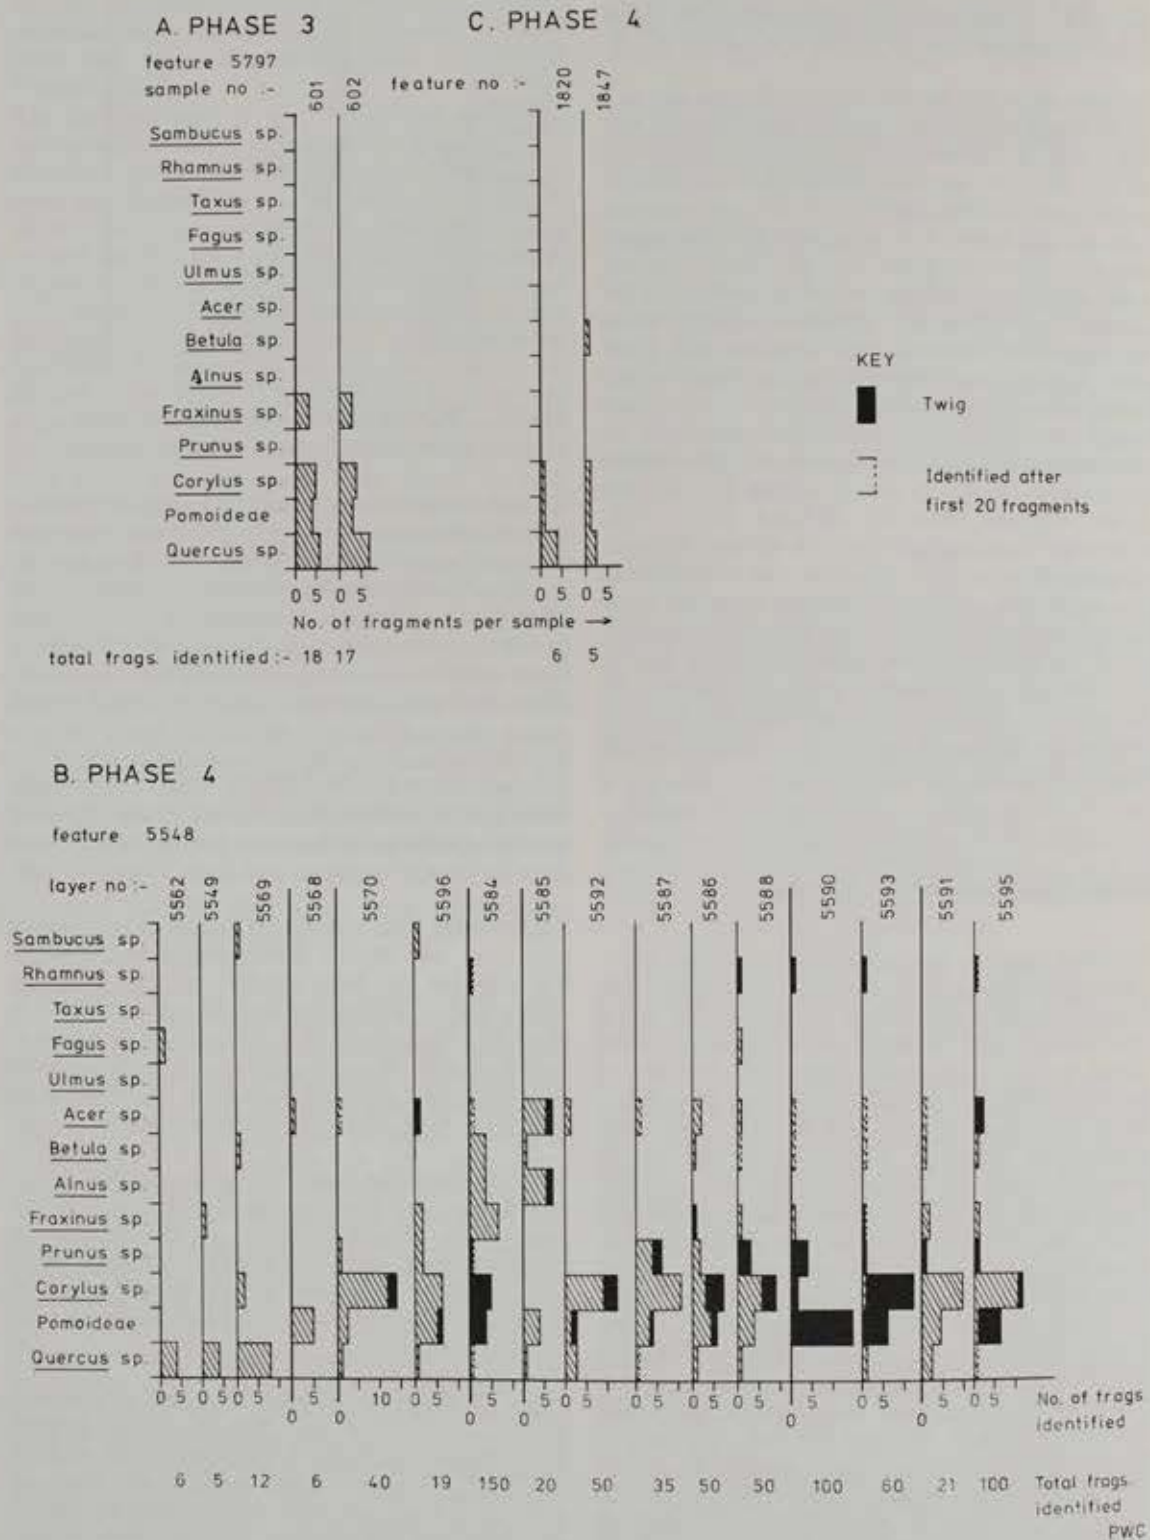 A. PHASE 3
feature 5797
sample no :- 601 602
Sambucus sp.
Rhamnus sp.
Taxus sp.
Fagus sp.
Ulmus sp.
Acer sp.
Betula sp.
Alnus sp.
Fraxinus sp.
Prunus sp.
Corylus sp.
Pomoideae
Quercus sp.
0 5 0 5
No. of fragments per sample →
total frags. identified :- 18 17
C. PHASE 4
feature no :- 1820 1847
0 5 0 5
6 5
KEY
Twig
Identified after
first 20 fragments
B. PHASE 4
feature 5548
layer no :- 5562 5549 5569 5568 5570 5596 5584 5585 5592 5587 5586 5588 5590 5593 5591 5595
Sambucus sp.
Rhamnus sp.
Taxus sp.
Fagus sp.
Ulmus sp.
Acer sp.
Betula sp.
Alnus sp.
Fraxinus sp.
Prunus sp.
Corylus sp.
Pomoideae
Quercus sp.
0 5 0 5 0 5 5 10 0 5 0 5 0 5 0 5 0 5 0 5 0 5 5 0 5 5 0 5 No. of frags
0 0 0 0 identified
6 5 12 6 40 19 150 20 50 35 50 50 100 60 21 100 Total frags.
identified
PWC